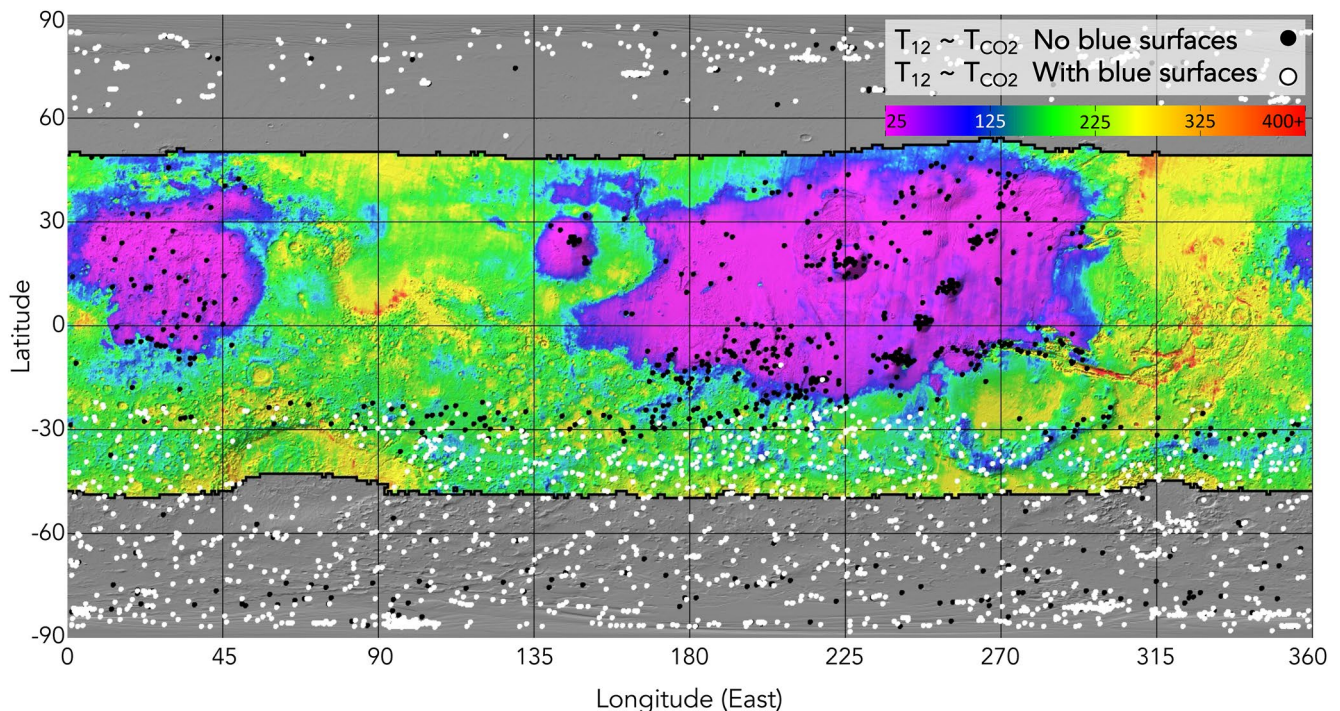 90
60
30
0
-30
-60
-90
Latitude
T12 ~ TCO2 No blue surfaces
T12 ~ TCO2 With blue surfaces
25 125 225 325 400+
0 45 90 135 180 225 270 315 360
Longitude (East)